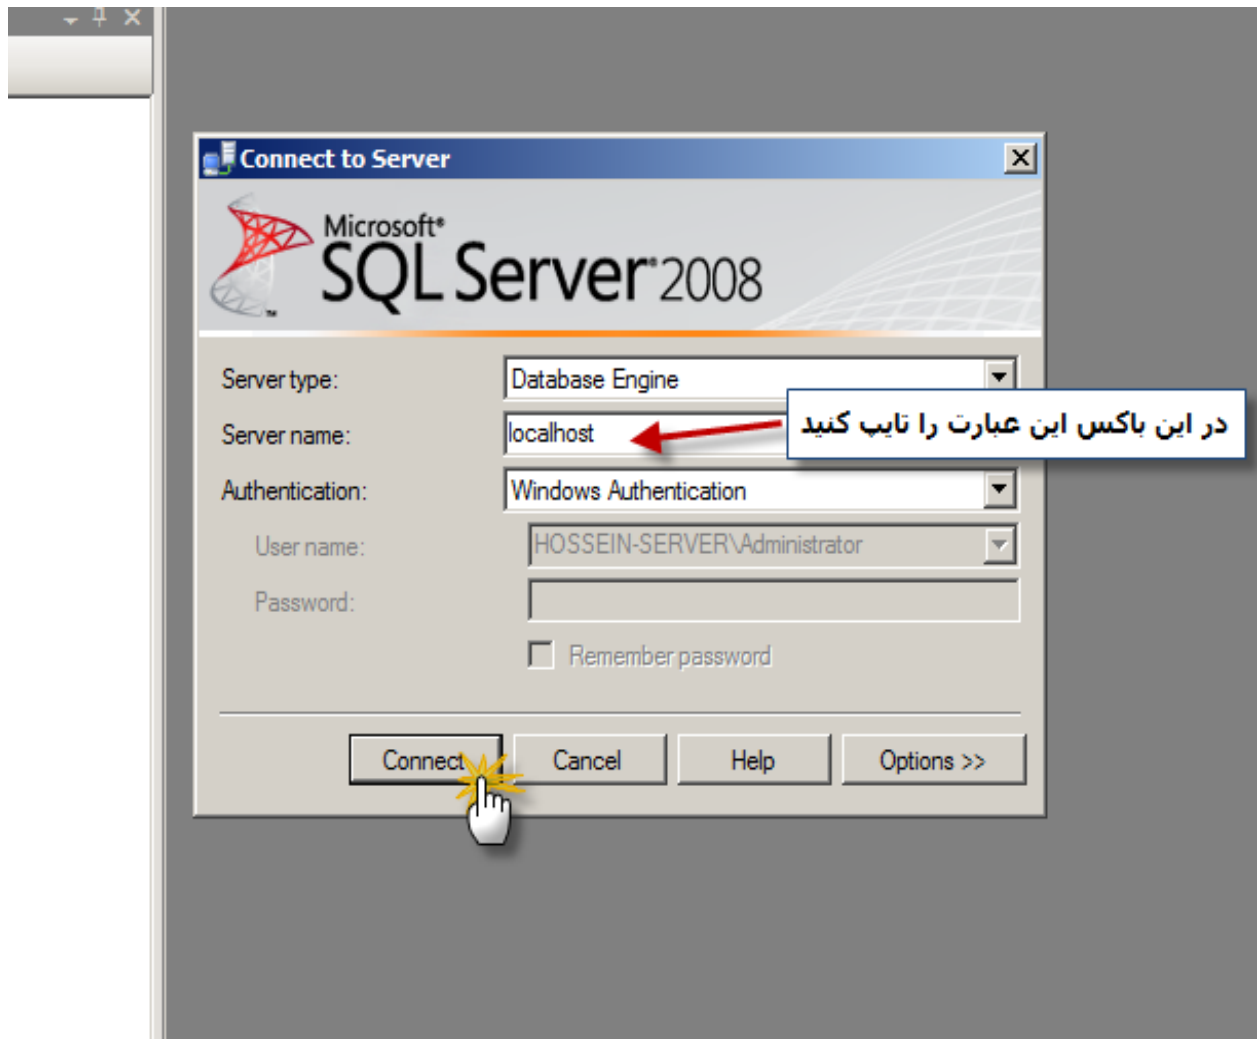 Connect to Server
Microsoft®
SQL Server® 2008
™
Server type:
Database Engine
Server name:
localhost
در این باکس این عبارت را تایپ کنید
Authentication:
Windows Authentication
User name:
HOSSEIN-SERVER\Administrator
Password:
Remember password
Connect
Cancel
Help
Options >>